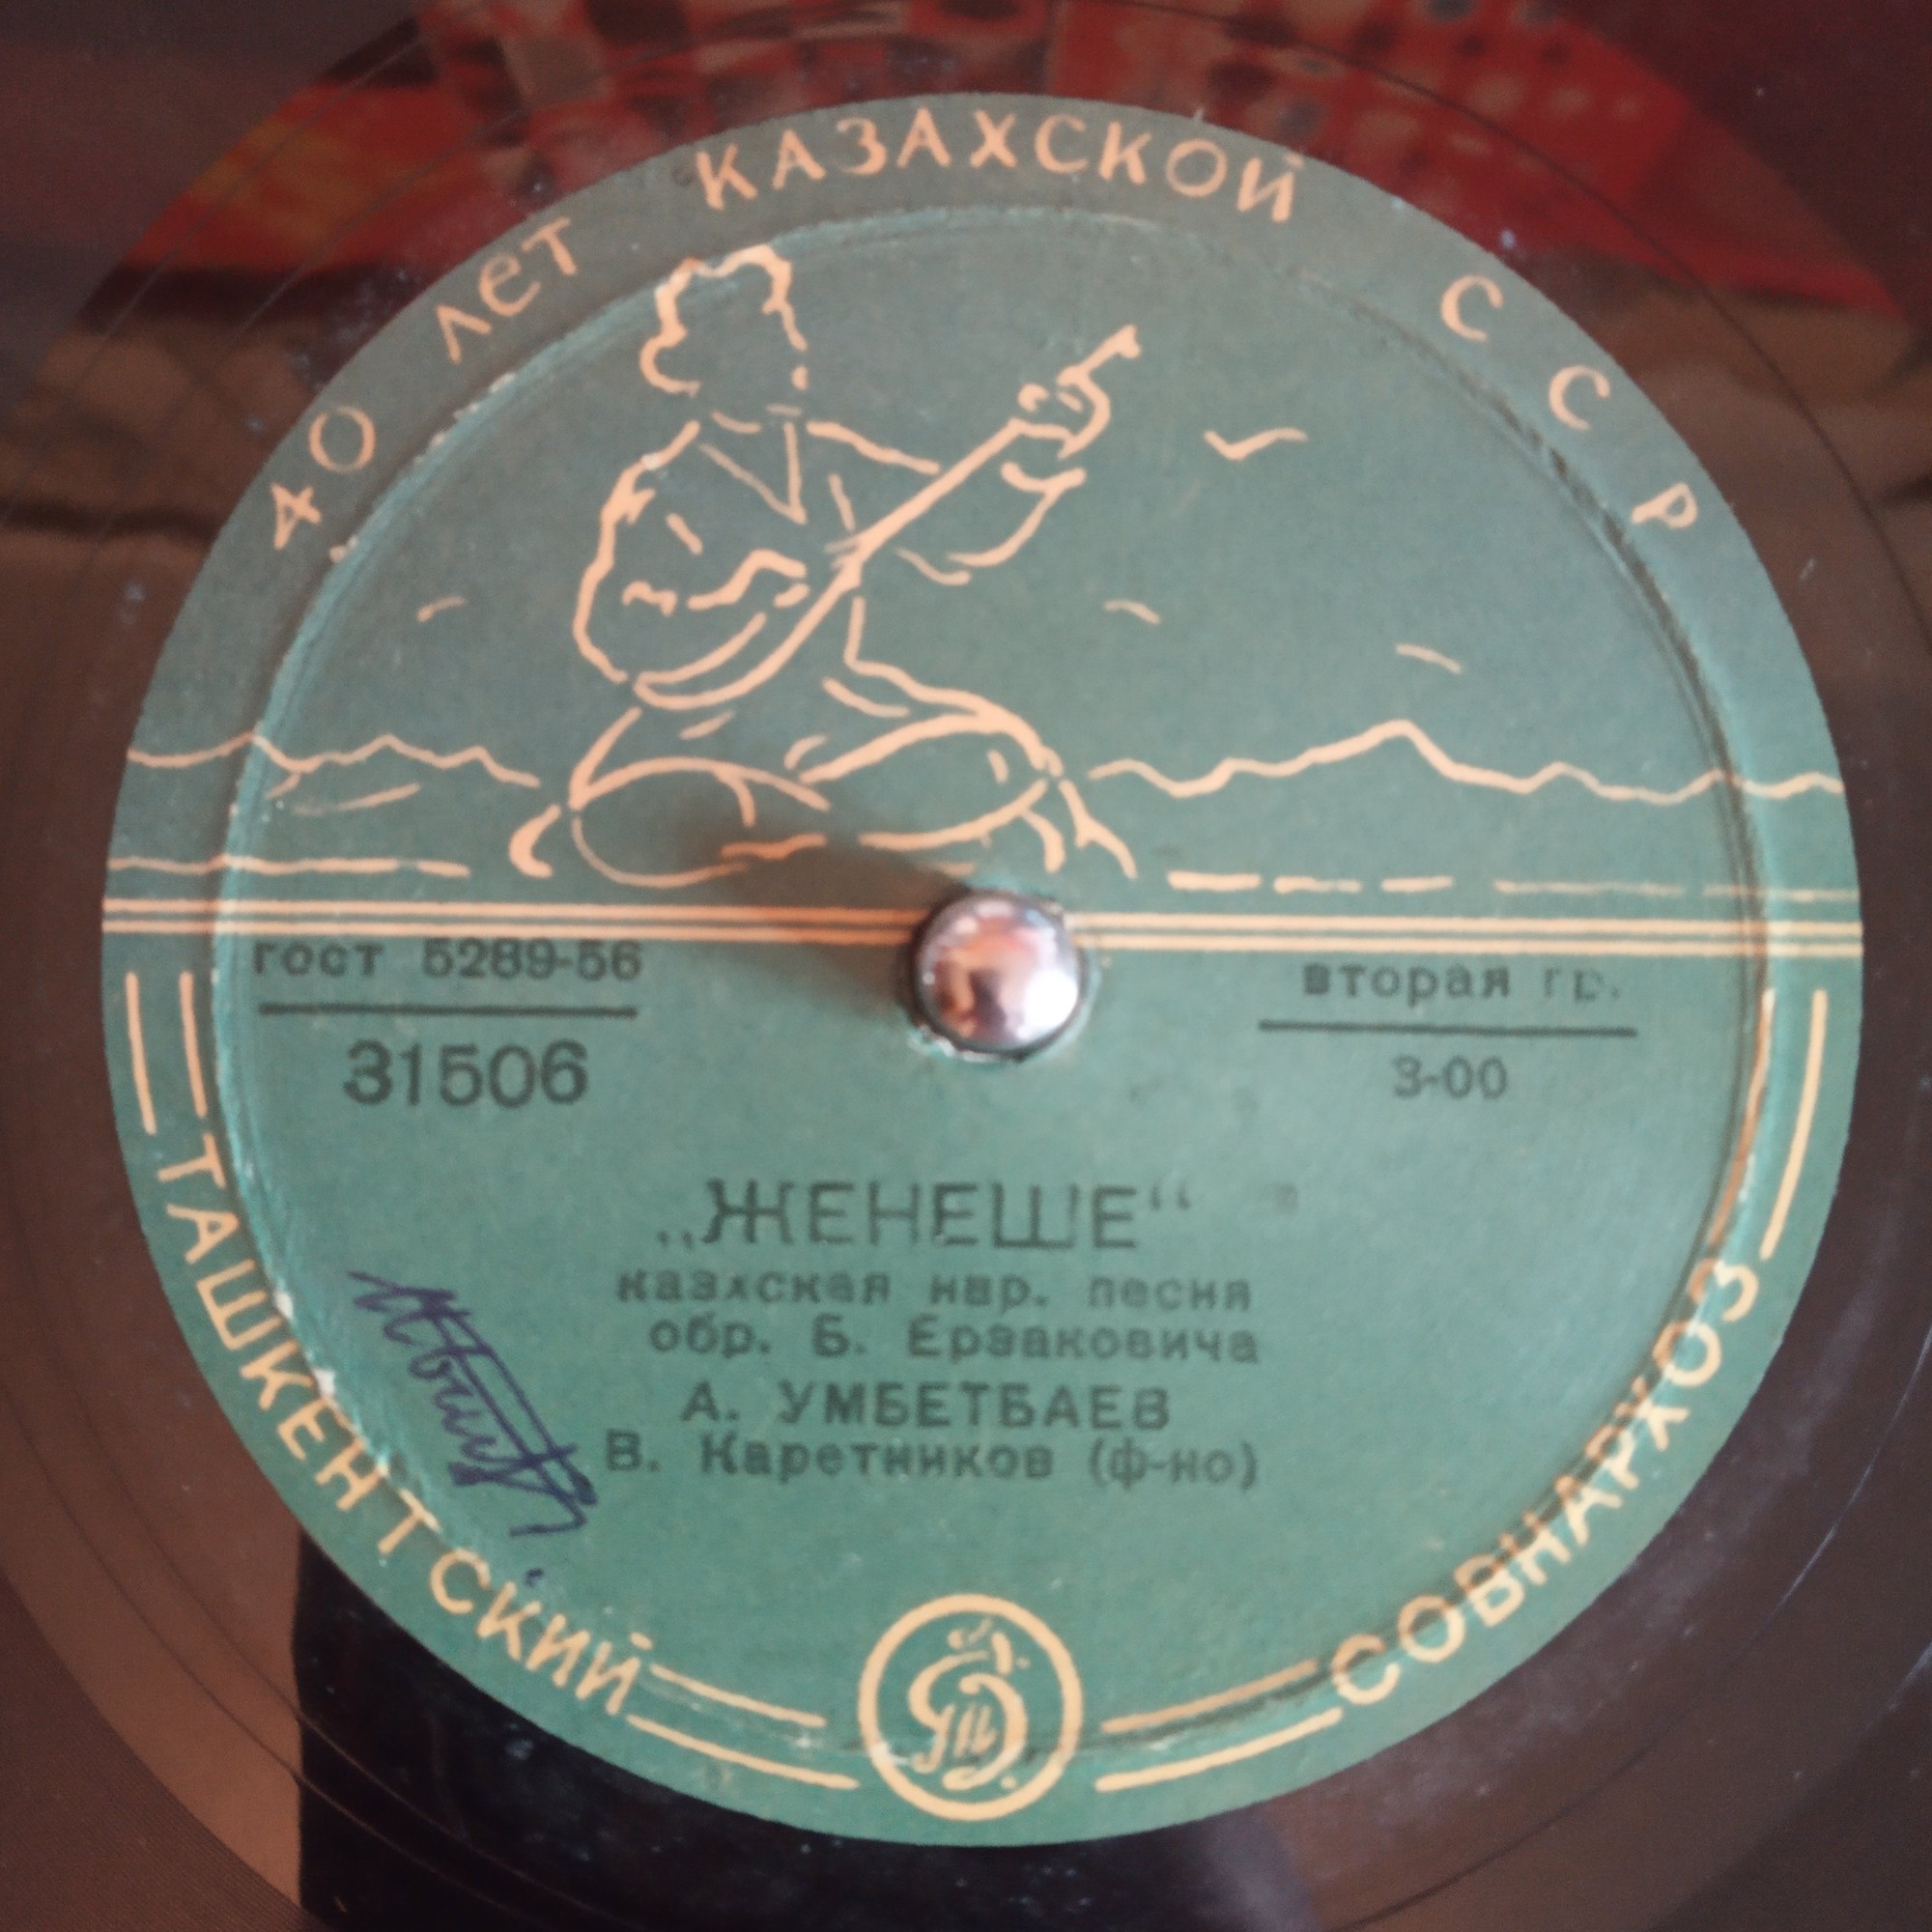 40 лет КАЗАХСКОЙ ССР
гост 5289-56
вторая гр.
31506
3-00
„ЖЕНЕШЕ“
казхская нар. песня
обр. Б. Ерзаковича
А. УМБЕТБАЕВ
В. Каретников (ф-но)
ТАШКЕНТСКИЙ
СОВНАРХОЗ